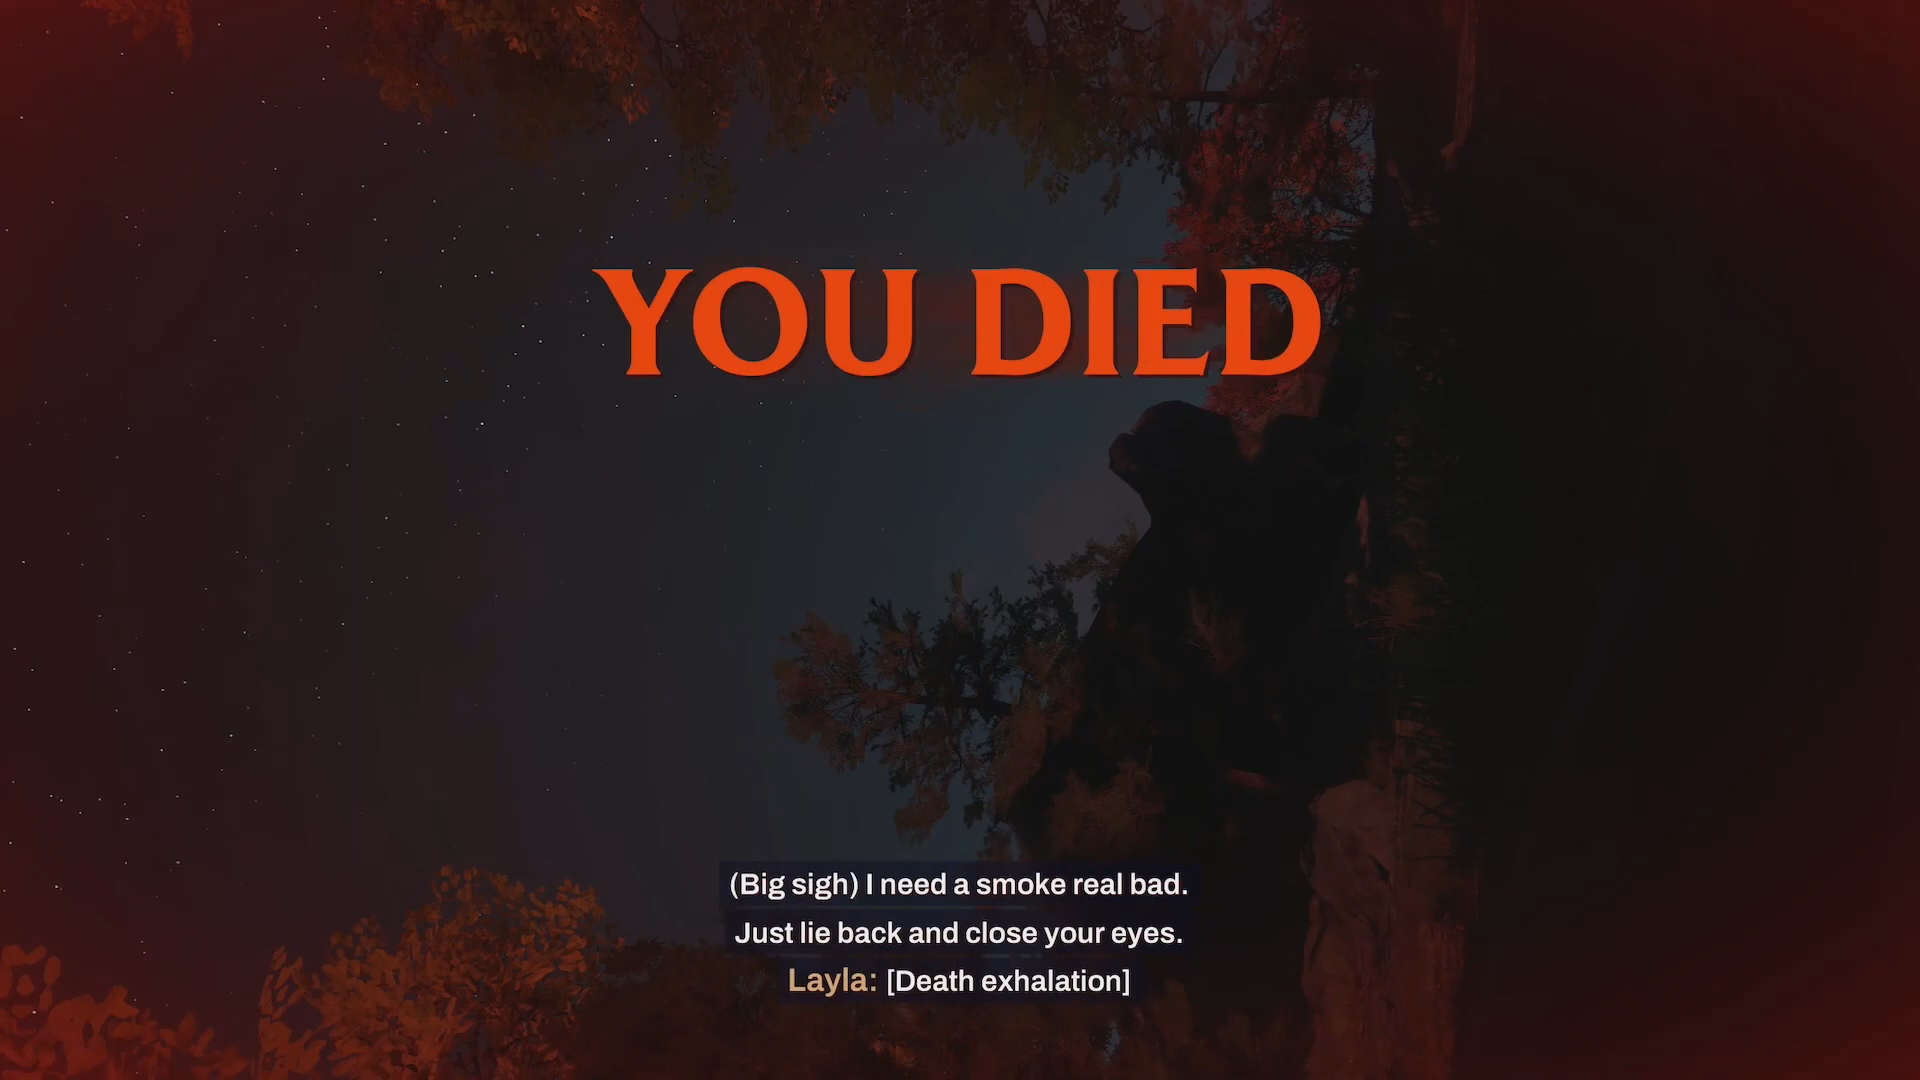 YOU DIED
(Big sigh) I need a smoke real bad.
Just lie back and close your eyes.
Layla: [Death exhalation]